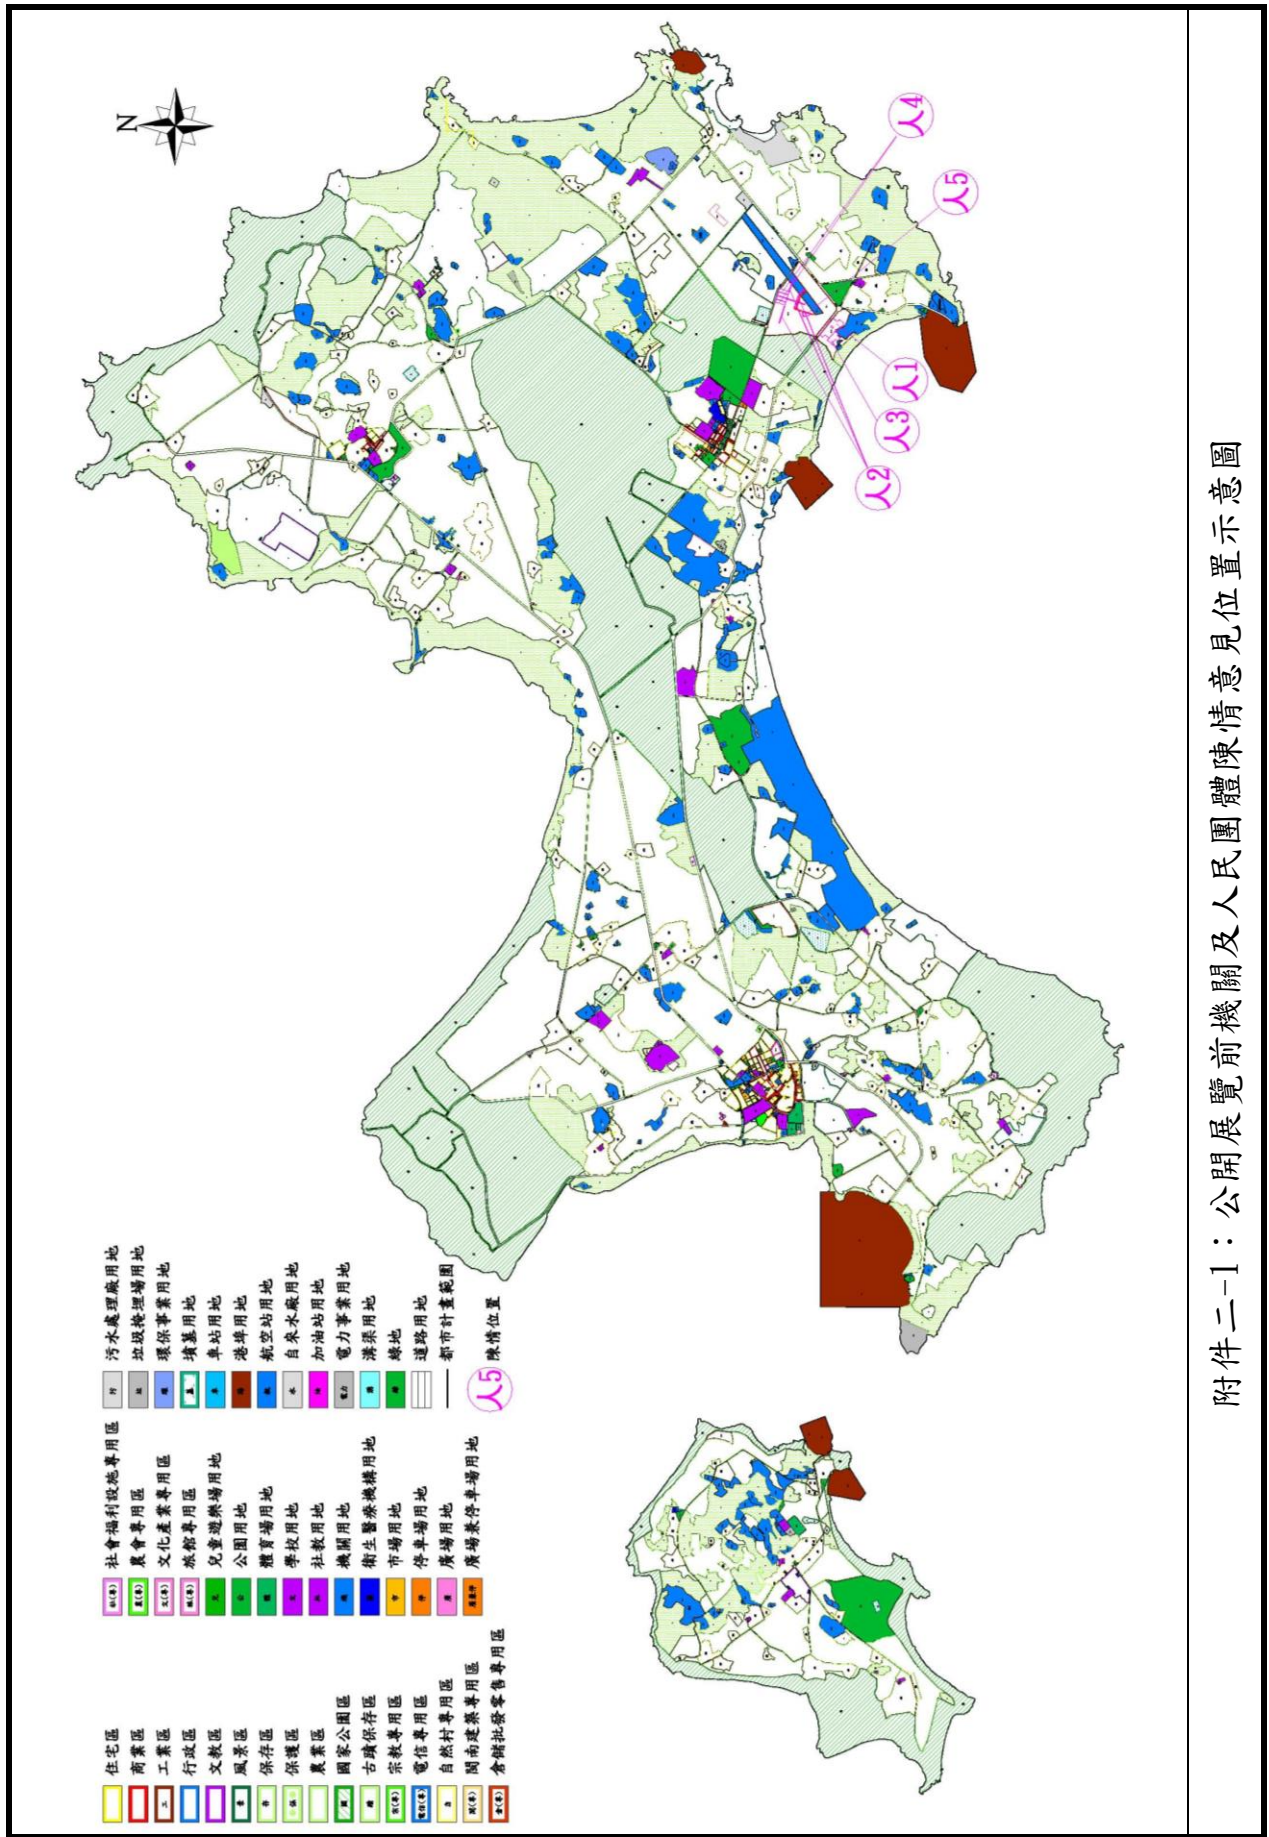 附件二-1：公開展覽前機關及人民團體陳情意見位置示意圖
N
人4
人5
人1
人3
人2
住宅區
商業區
工業區
行政區
文教區
風景區
保存區
保護區
農業區
國家公園區
古蹟保存區
宗教專用區
電信專用區
自然村專用區
閩南建築專用區
倉儲批發零售專用區
社會福利設施專用區
農會專用區
文化產業專用區
旅館專用區
兒童遊樂場用地
公園用地
體育場用地
學校用地
社教用地
機關用地
衛生醫療機構用地
市場用地
停車場用地
廣場用地
廣場兼停車場用地
污水處理廠用地
垃圾掩埋場用地
環保事業用地
墳墓用地
車站用地
港埠用地
航空站用地
自來水廠用地
加油站用地
電力事業用地
溝渠用地
綠地
道路用地
都市計畫範圍
人5 陳情位置